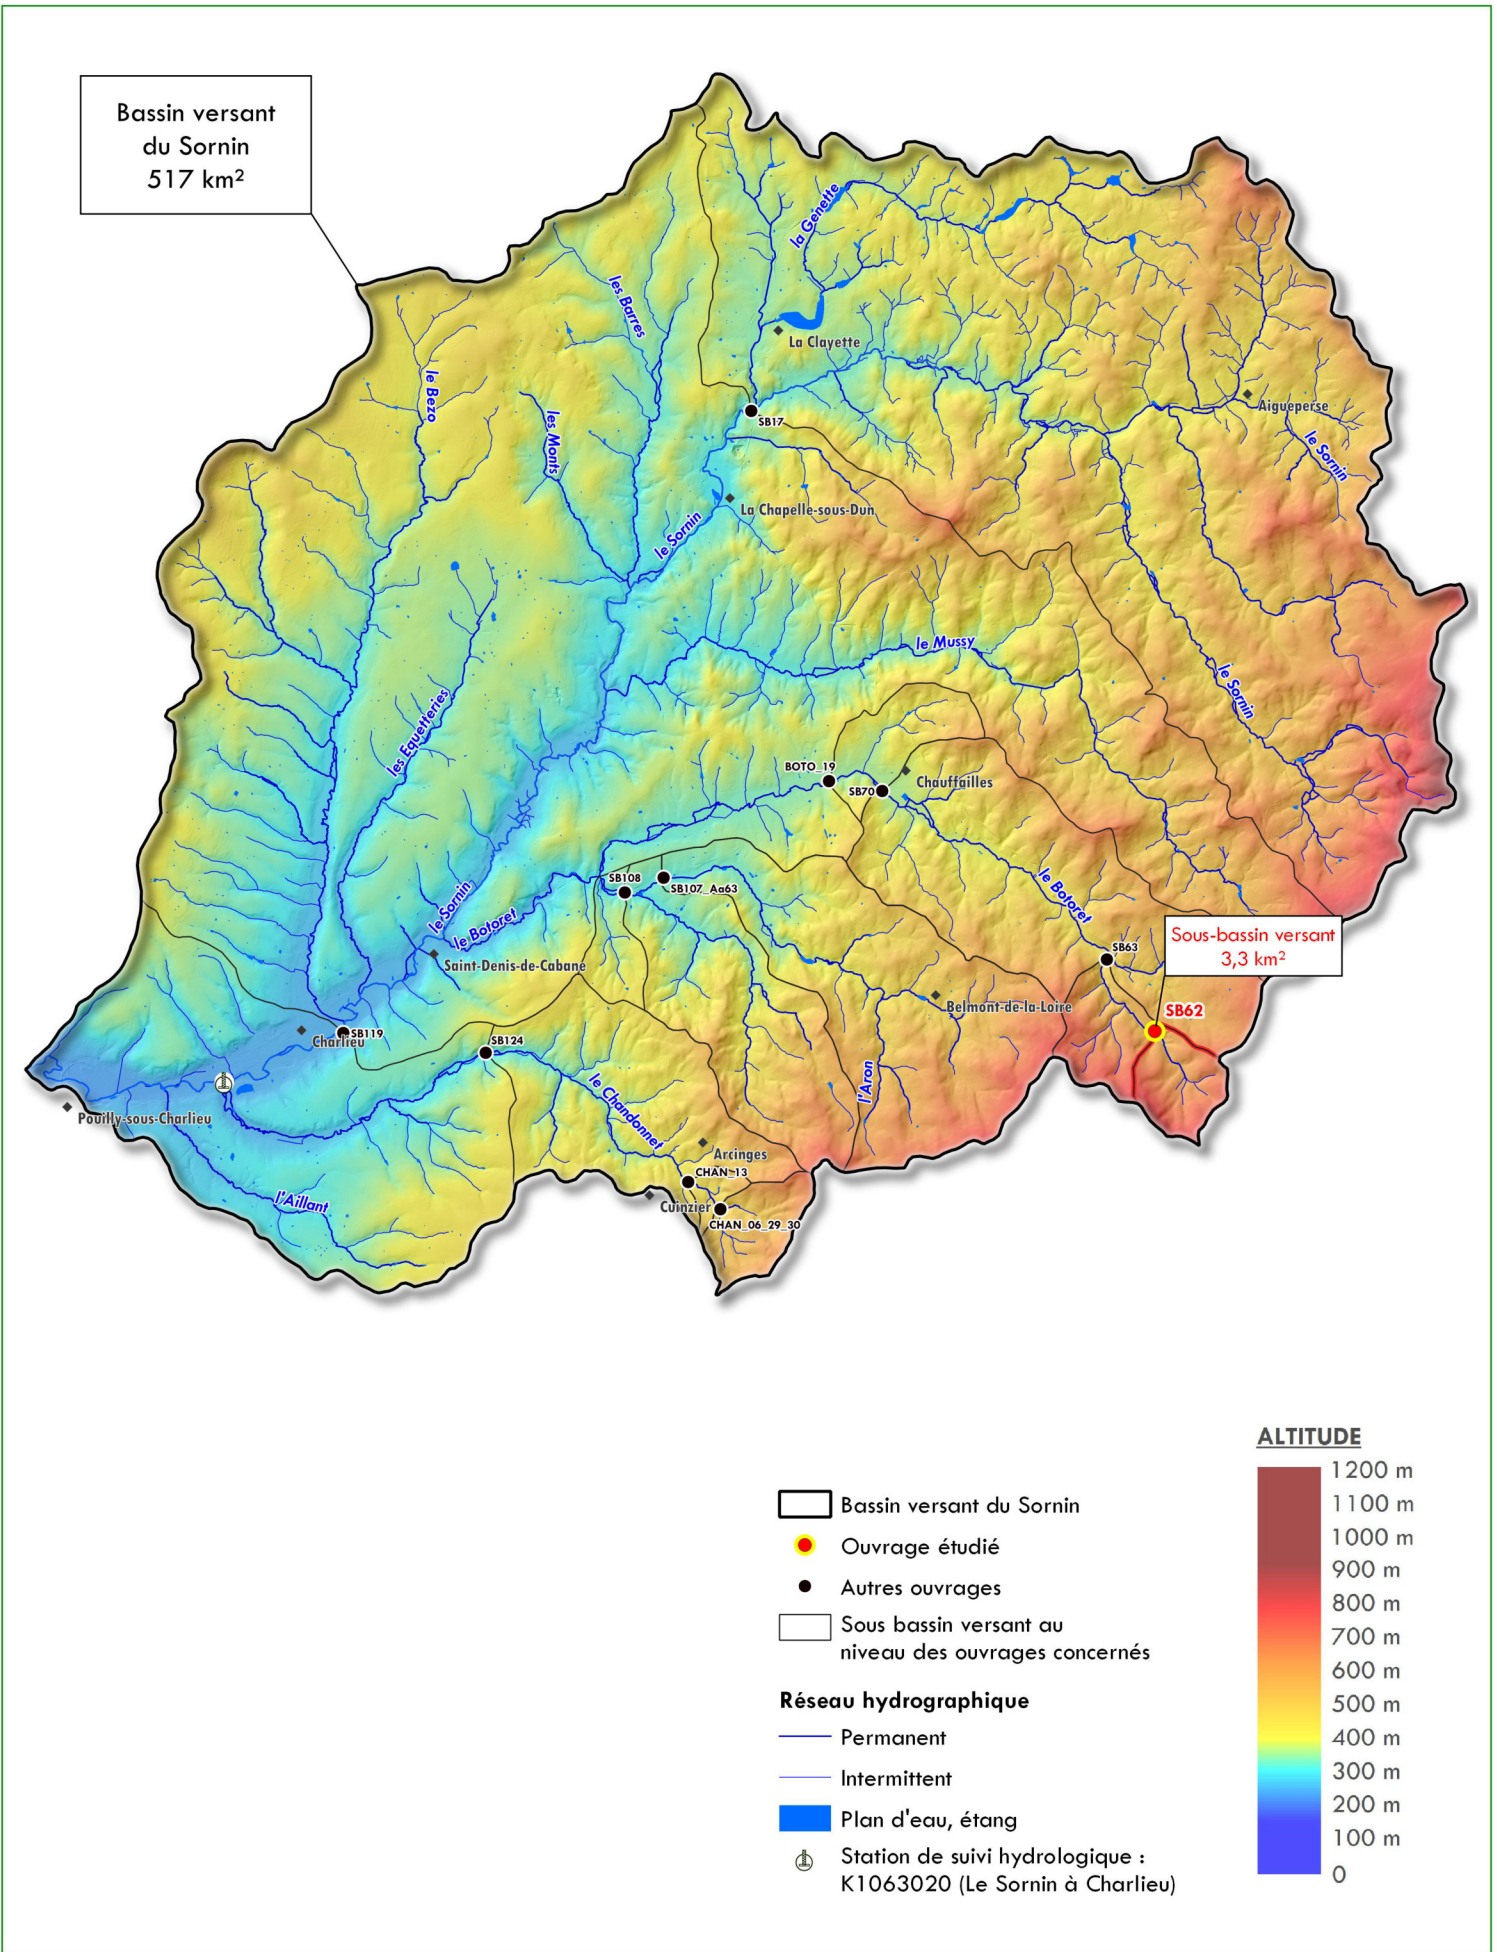 Bassin versant
du Sornin
517 km²
la Genette
les Barres
La Clayette
le Bezo
les Monts
SB17
Aigueperse
le Sornin
La Chapelle-sous-Dun
le Sornin
le Mussy
le Sornin
les Equetteries
BOTO_19
SB70
Chauffailles
SB108
SB107_Aa63
le Botoret
le Sornin
le Botoret
Saint-Denis-de-Cabane
SB63
Sous-bassin versant
3,3 km²
SB62
Belmont-de-la-Loire
Charlieu
SB119
SB124
le Chandonnet
l'Aron
Pouilly-sous-Charlieu
Arcinges
CHAN_13
Cuinzier
CHAN_06_29_30
l'Aillant
ALTITUDE
1200 m
1100 m
1000 m
900 m
800 m
700 m
600 m
500 m
400 m
300 m
200 m
100 m
0
Bassin versant du Sornin
Ouvrage étudié
Autres ouvrages
Sous bassin versant au
niveau des ouvrages concernés
Réseau hydrographique
Permanent
Intermittent
Plan d'eau, étang
Station de suivi hydrologique :
K1063020 (Le Sornin à Charlieu)